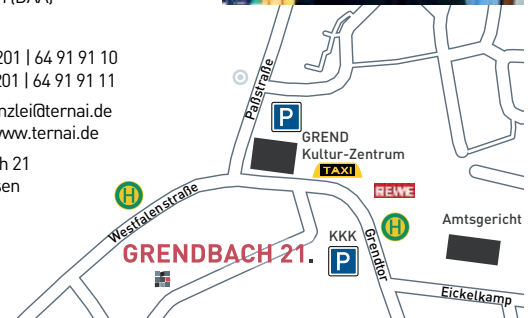 201 | 64 91 91 10
201 | 64 91 91 11
nzlei@ternai.de
www.ternai.de
h 21
sen
Paßstraße
P
GREND
Kultur-Zentrum
TAXI
REWE
H
H
Westfalenstraße
Amtsgericht
GRENDBACH 21.
KKK
P
Grendtor
Eickelkamp